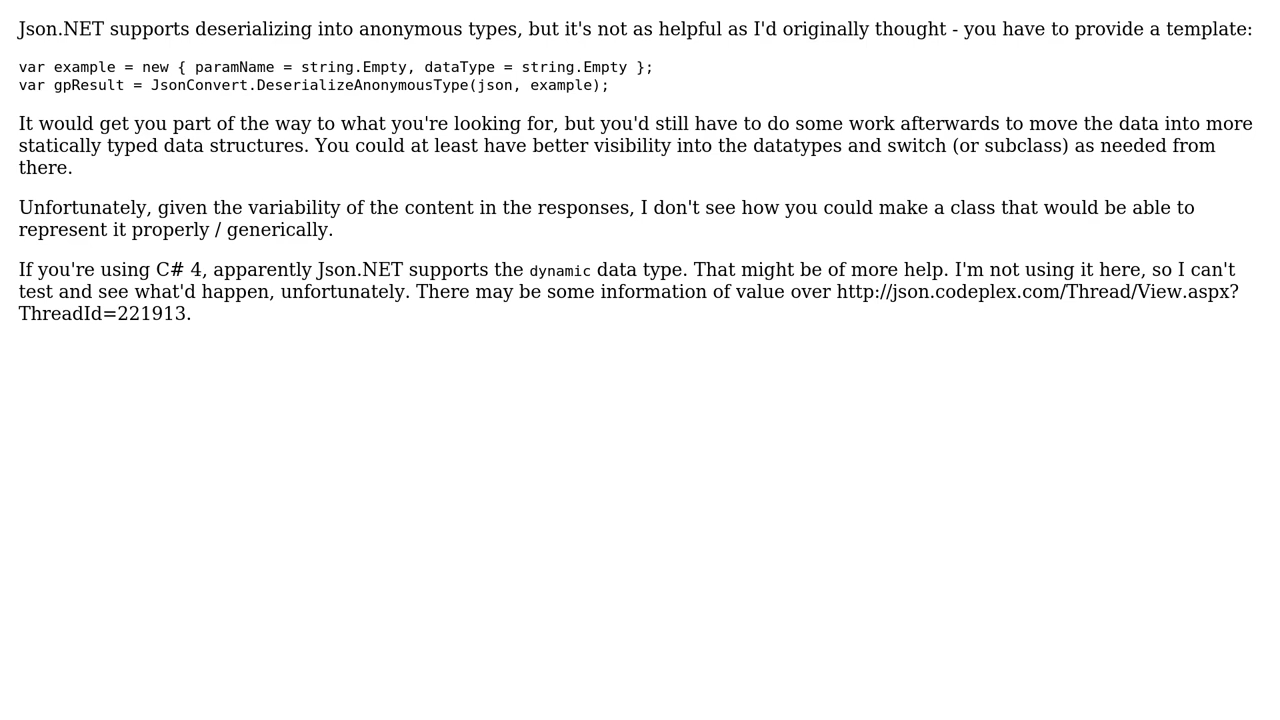 Json.NET supports deserializing into anonymous types, but it's not as helpful as I'd originally thought - you have to provide a template:
var example = new { paramName = string.Empty, dataType = string.Empty };
var gpResult = JsonConvert.DeserializeAnonymousType(json, example);
It would get you part of the way to what you're looking for, but you'd still have to do some work afterwards to move the data into more
statically typed data structures. You could at least have better visibility into the datatypes and switch (or subclass) as needed from
there.
Unfortunately, given the variability of the content in the responses, I don't see how you could make a class that would be able to
represent it properly / generically.
If you're using C# 4, apparently Json.NET supports the dynamic data type. That might be of more help. I'm not using it here, so I can't
test and see what'd happen, unfortunately. There may be some information of value over http://json.codeplex.com/Thread/View.aspx?
ThreadId=221913.